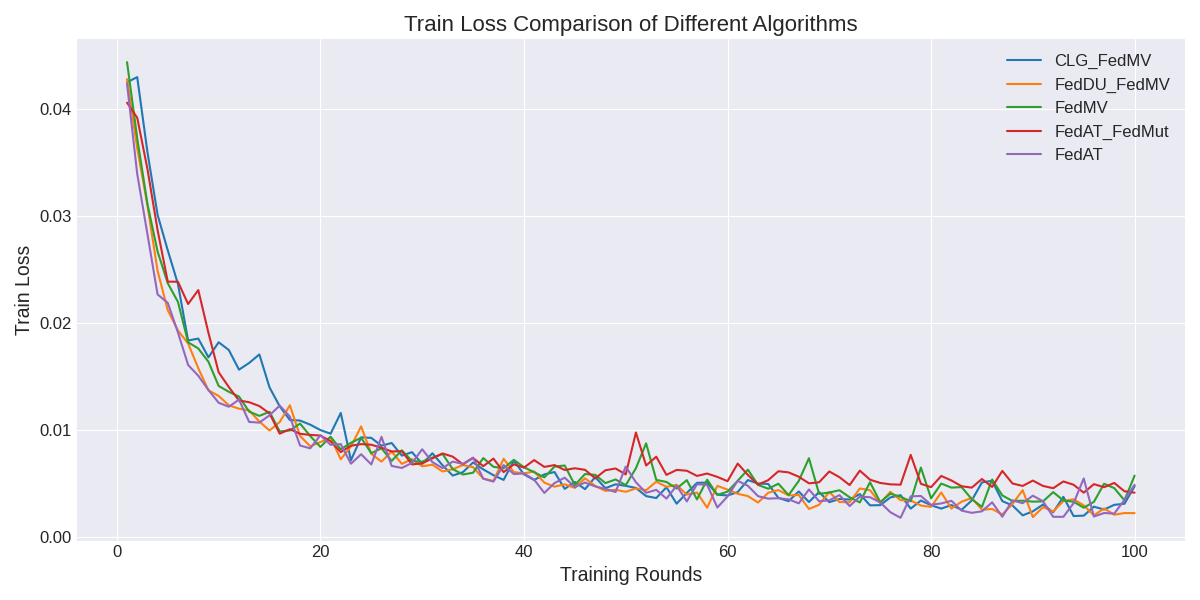 Train Loss Comparison of Different Algorithms
CLG_FedMV
FedDU_FedMV
FedMV
FedAT_FedMut
FedAT
Train Loss
0.04
0.03
0.02
0.01
0.00
0 20 40 60 80 100
Training Rounds